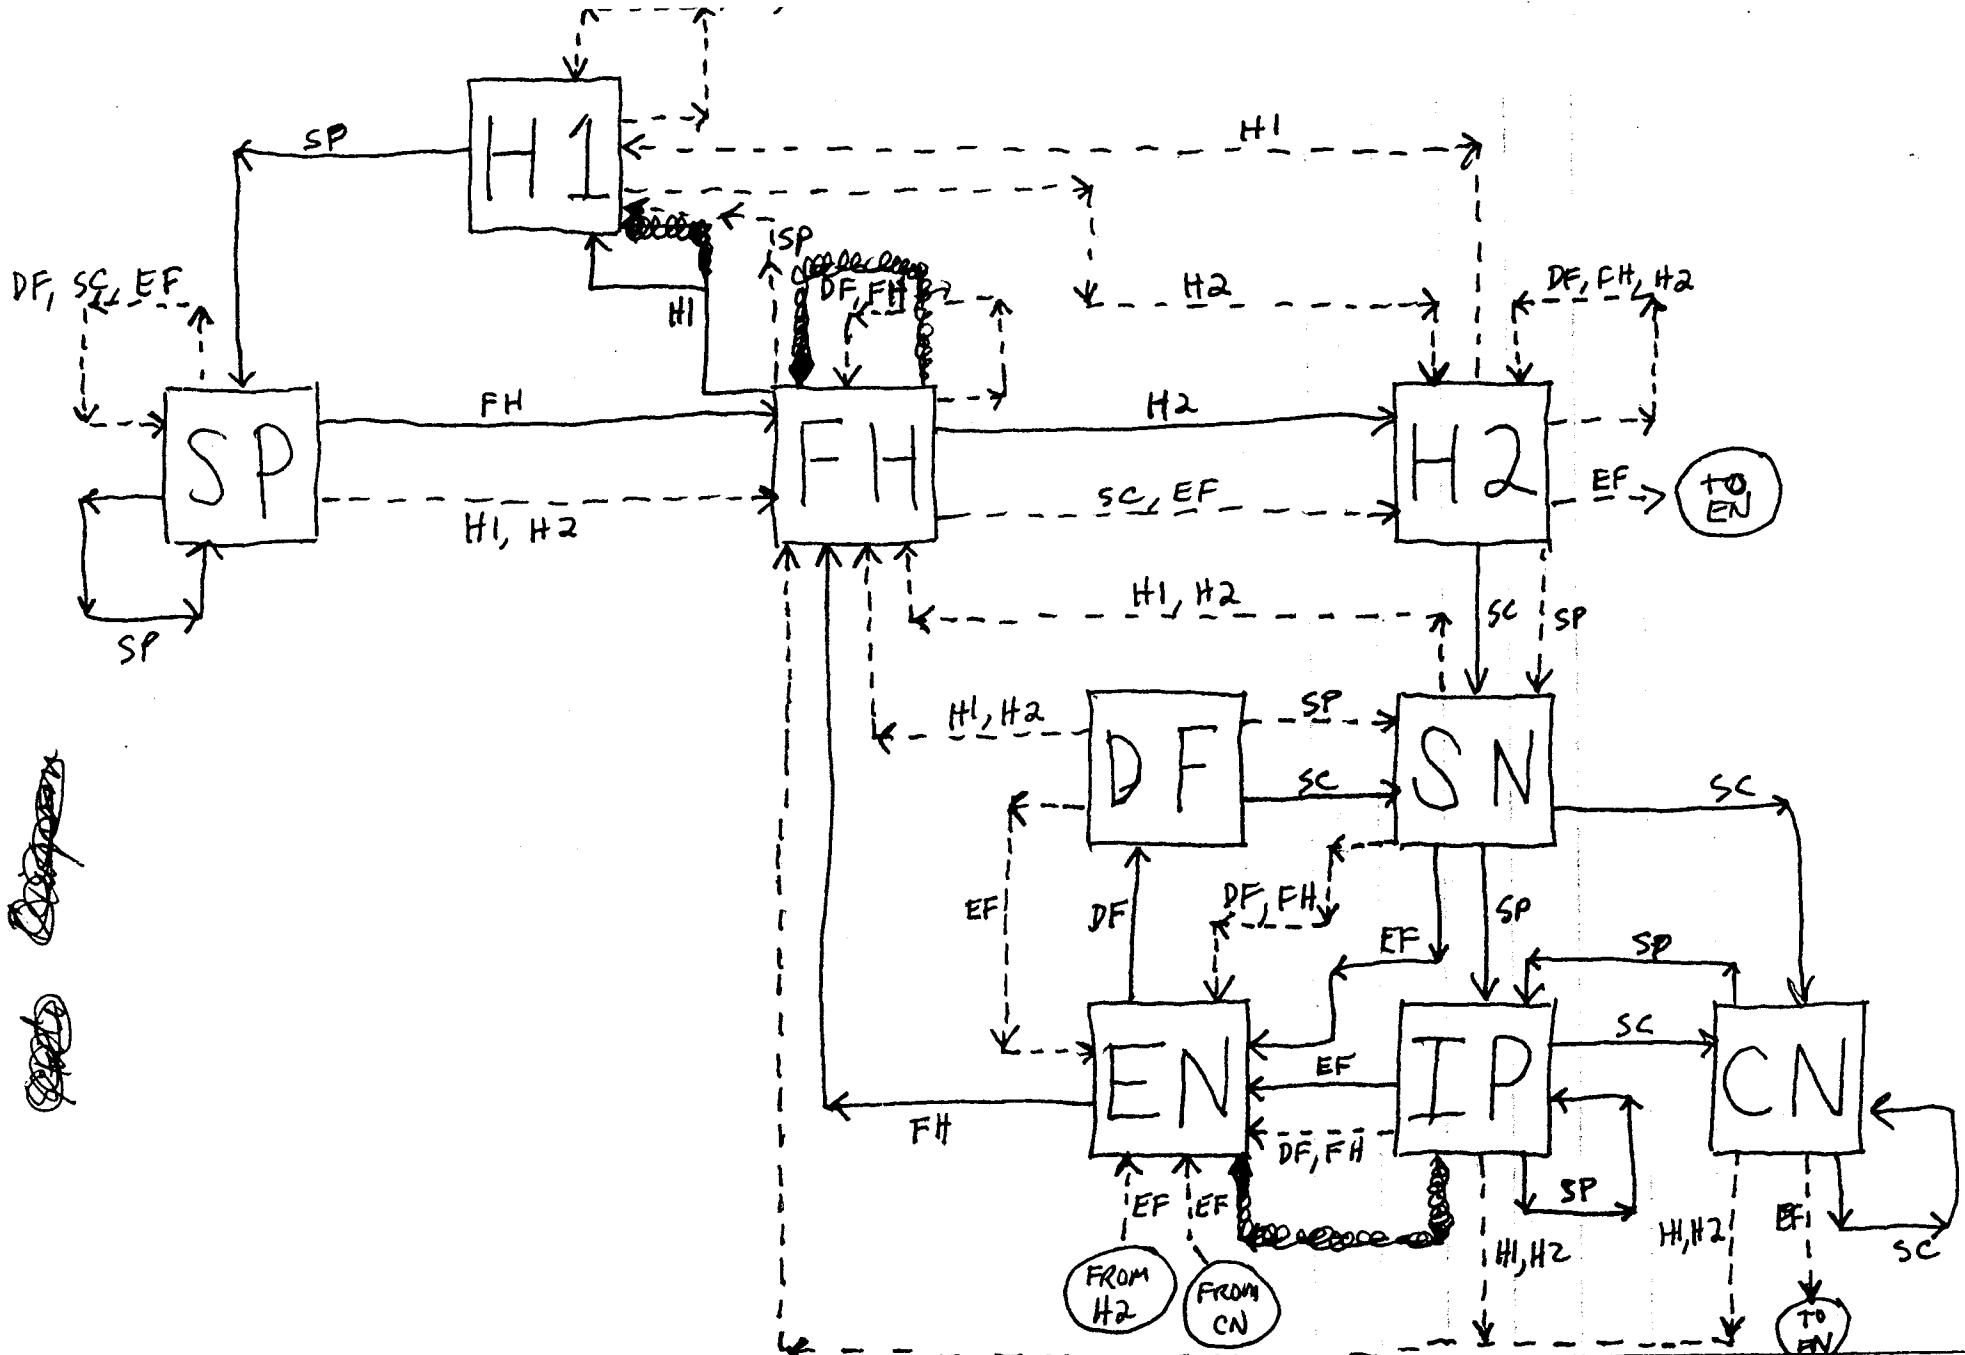 H1
SP
H1
SP
H2
DF, SC, EF
DF, FH
DF, FH, H2
H1
FH
H2
SP
FH
H2
SC, EF
EF
TO
EN
H1, H2
H1, H2
SC
SP
SP
H1, H2
SP
DF
SN
SC
SC
DF, FH
EF
DF
SP
EF
SP
SC
EN
EF
IP
CN
FH
DF, FH
EF
EF
SP
H1, H2
H1, H2
EF
SC
FROM
H2
FROM
CN
TO
EN